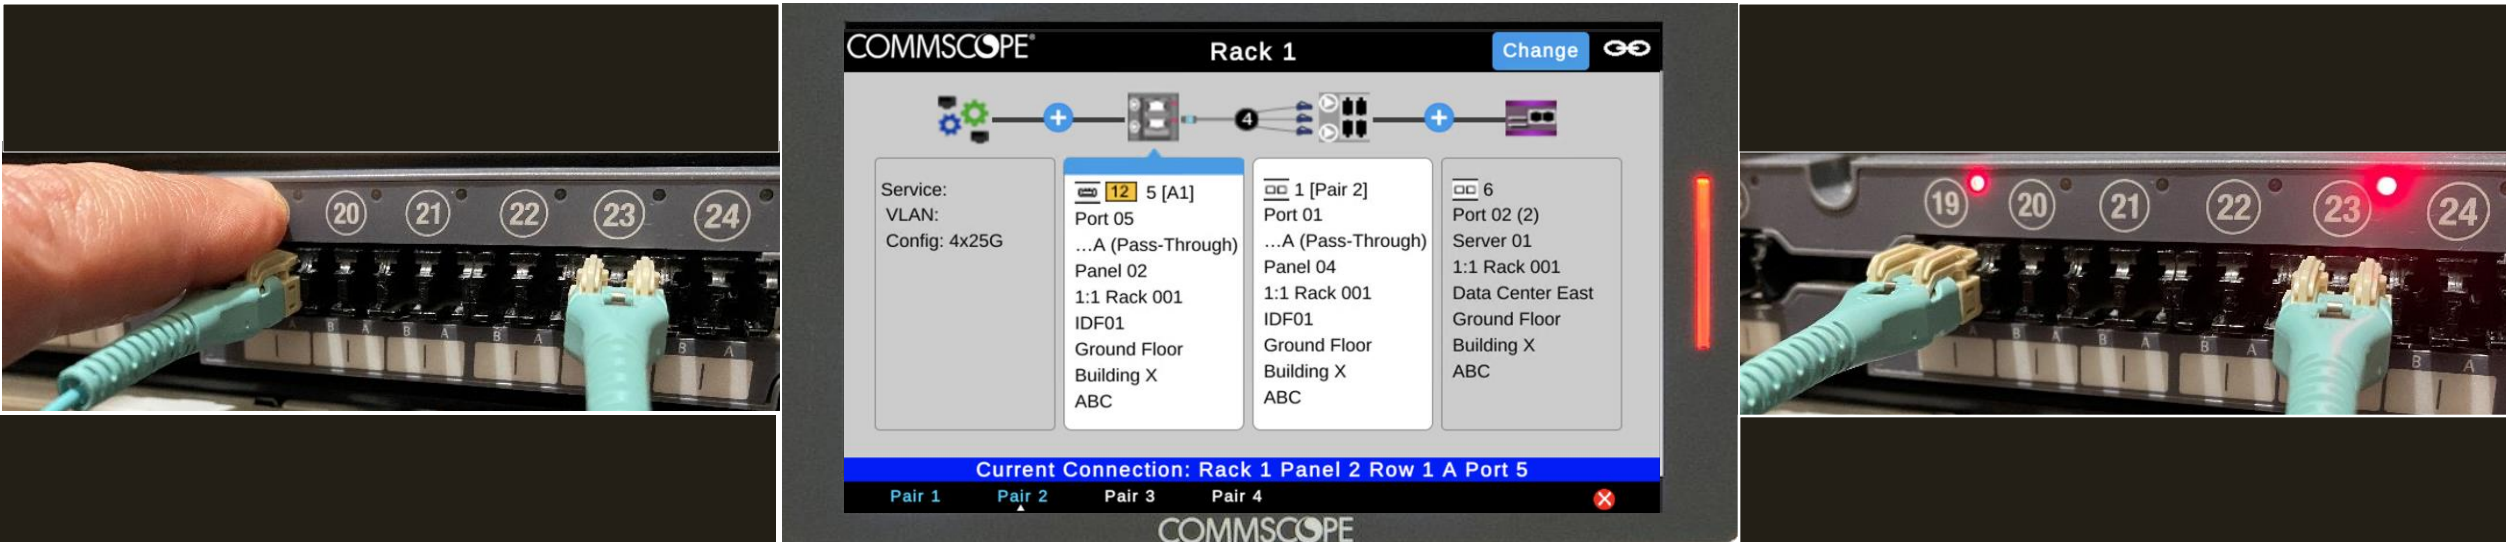 20 21 22 23 24
B A B A B A B A
COMMSCOPE®
Rack 1
Change
4
Service:
VLAN:
Config: 4x25G
12 5 [A1]
Port 05
...A (Pass-Through)
Panel 02
1:1 Rack 001
IDF01
Ground Floor
Building X
ABC
1 [Pair 2]
Port 01
...A (Pass-Through)
Panel 04
1:1 Rack 001
IDF01
Ground Floor
Building X
ABC
6
Port 02 (2)
Server 01
1:1 Rack 001
Data Center East
Ground Floor
Building X
ABC
Current Connection: Rack 1 Panel 2 Row 1 A Port 5
Pair 1 Pair 2 Pair 3 Pair 4
COMMSCOPE
19 20 21 22 23 24
B A B A B A B A